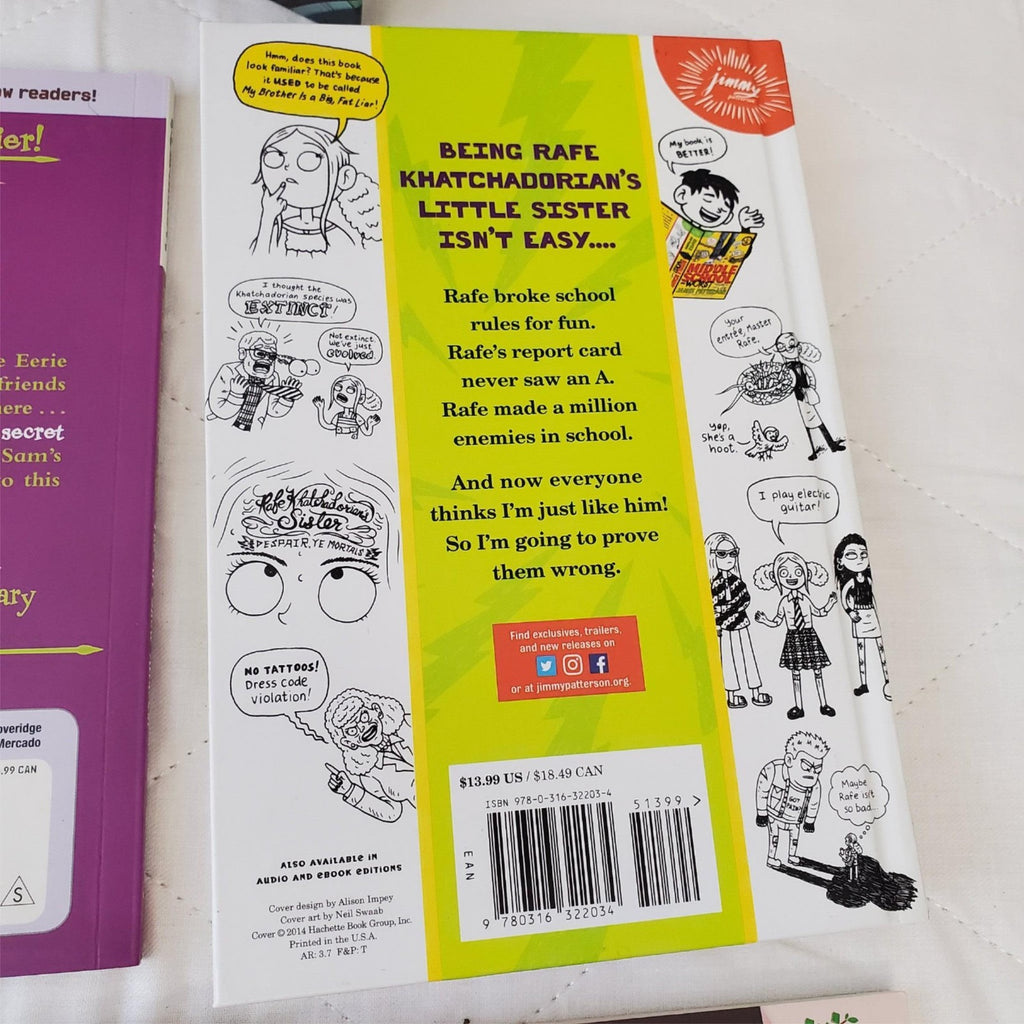 Hmm, does this book
look familiar? That's because
it USED to be called
My Brother Is a Big, Fat Liar!
I thought the
Khatchadorian species was
EXTINCT!
Not extinct,
we've just
evolved
Rafe Khatchadorian's
Sister
DESPAIR, YE MORTALS
NO TATTOOS!
Dress code
violation!
ALSO AVAILABLE IN
AUDIO AND EBOOK EDITIONS
Cover design by Alison Impey
Cover art by Neil Swaab
Cover © 2014 Hachette Book Group, Inc.
Printed in the U.S.A.
AR: 3.7 F&P: T
BEING RAFE
KHATCHADORIAN'S
LITTLE SISTER
ISN'T EASY....
Rafe broke school
rules for fun.
Rafe's report card
never saw an A.
Rafe made a million
enemies in school.
And now everyone
thinks I'm just like him!
So I'm going to prove
them wrong.
Find exclusives, trailers,
and new releases on
or at jimmypatterson.org.
$13.99 US / $18.49 CAN
ISBN 978-0-316-32203-4
51399 >
EAN
9 780316 322034
jimmy
My book is
BETTER!
MIDDLE
SCHOOL
JAMES PATTERSON
Your
entrée, Master
Rafe.
Yep,
She's a
hoot.
I play electric
guitar!
GOT
PAIN?
Maybe
Rafe isn't
so bad...
readers!
ier!
Eerie
friends
here ...
secret
Sam's
to this
ary
overidge
Mercado
.99 CAN
S